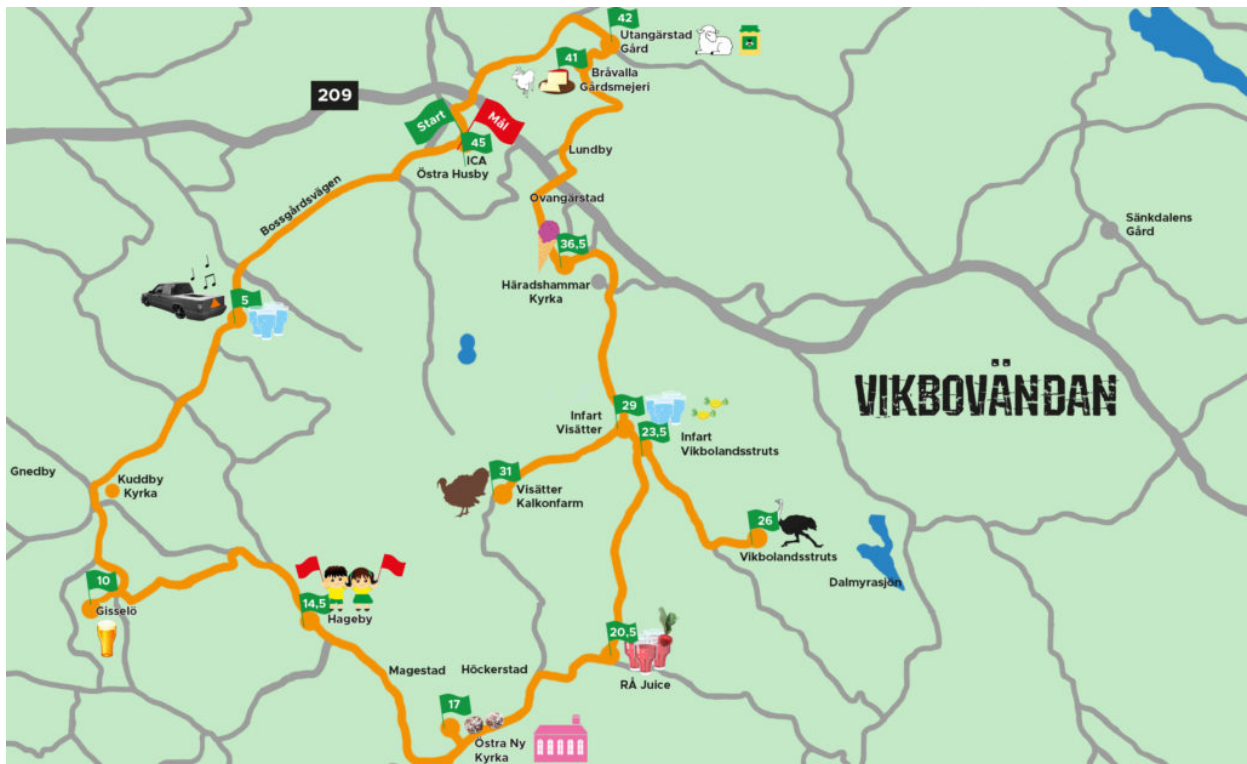 42
Utangärstad
Gård
41
Bråvalla
Gårdsmejeri
209
Start
Mål
45
ICA
Östra Husby
Lundby
Bossgårdsvägen
Ovangärstad
Sänkdalens
Gård
36,5
Häradshammar
Kyrka
5
VIKBOVÄNDAN
29
Infart
Visätter
23,5
Infart
Vikbolandsstruts
Gnedby
Kuddby
Kyrka
31
Visätter
Kalkonfarm
26
Vikbolandsstruts
Dalmyrasjön
10
Gisselö
14,5
Hageby
20,5
RÅ Juice
Magestad
Höckerstad
17
Östra Ny
Kyrka